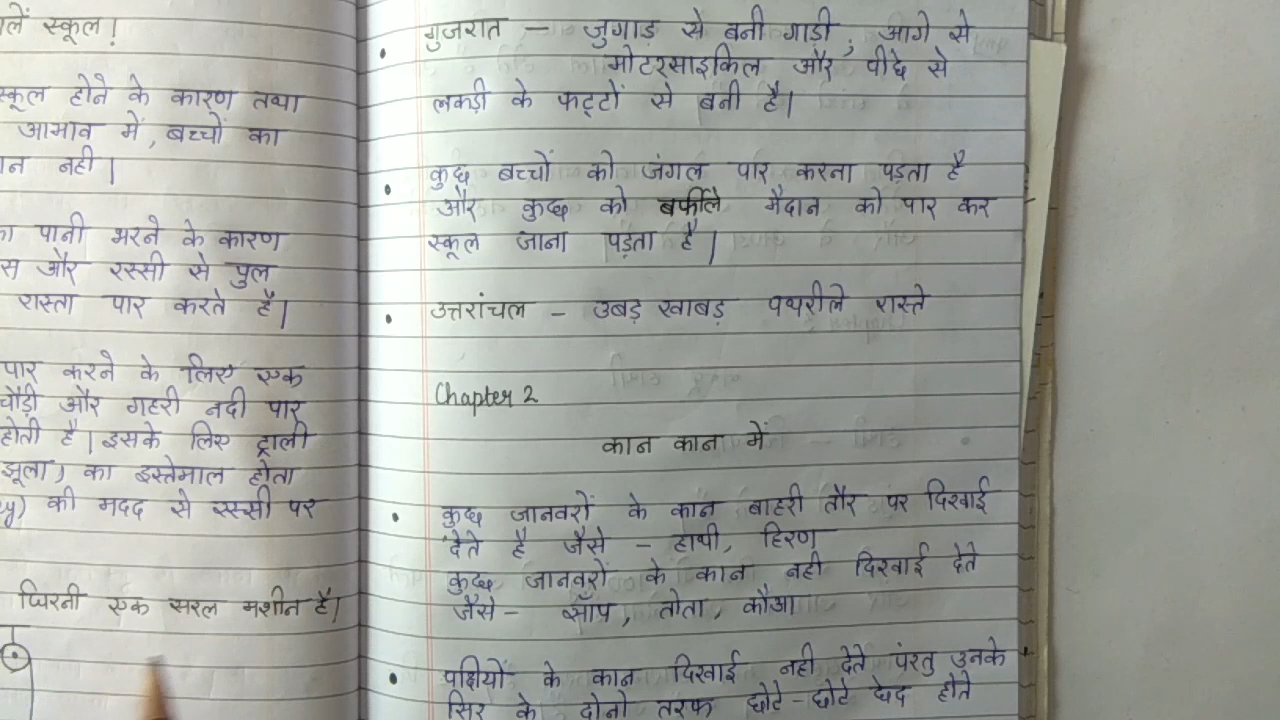 लें स्कूल!
स्कूल होने के कारण तथा
आभाव में, बच्चों का
नही।
पानी भरने के कारण
और रस्सी से पुल
रास्ता पार करते है।
पार करने के लिए एक
चौड़ी और गहरी नदी पार
होती है। इसके लिए ट्राली
झूला) का इस्तेमाल होता
की मदद से रस्सी पर
घिरनी एक सरल मशीन है।
• गुजरात – जुगाड़ से बनी गाड़ी, आगे से
मोटरसाइकिल और पीछे से
लकड़ी के फट्टों से बनी है।
• कुछ बच्चों को जंगल पार करना पड़ता है
और कुछ को बर्फीले मैदान को पार कर
स्कूल जाना पड़ता है।
• उत्तरांचल – उबड़ खाबड़ पथरीले रास्ते
Chapter 2
कान कान में
• कुछ जानवरों के कान बाहरी तौर पर दिखाई
देते है जैसे – हाथी, हिरण
कुछ जानवरों के कान नही दिखाई देते
जैसे – साँप, तोता, कौआ
• पक्षियों के कान दिखाई नही देते परंतु उनके
सिर के दोनो तरफ छोटे-छोटे छेद होते